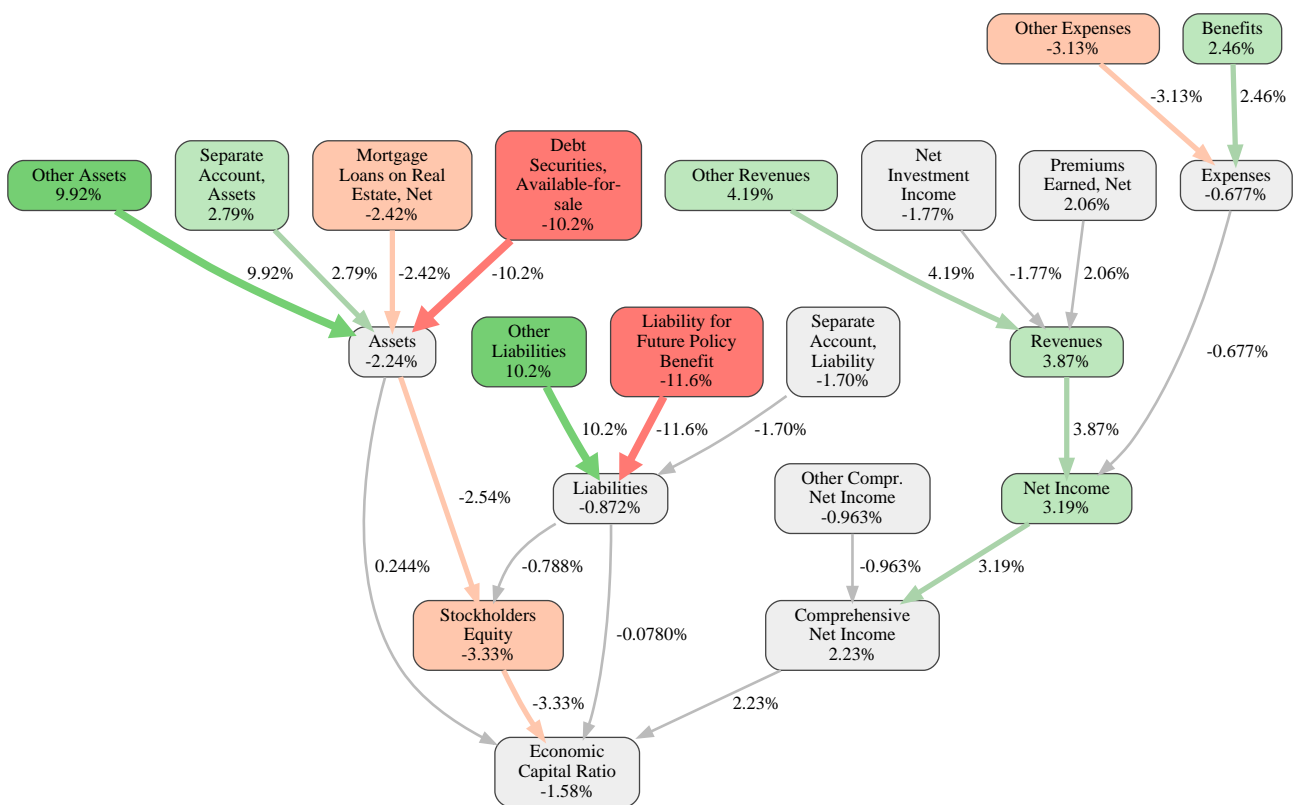 Other Expenses
-3.13%
Benefits
2.46%
-3.13%
2.46%
Other Assets
9.92%
Separate
Account,
Assets
2.79%
Mortgage
Loans on Real
Estate, Net
-2.42%
Debt
Securities,
Available-for-
sale
-10.2%
Other Revenues
4.19%
Net
Investment
Income
-1.77%
Premiums
Earned, Net
2.06%
Expenses
-0.677%
9.92%
2.79%
-2.42%
-10.2%
4.19%
-1.77%
2.06%
-0.677%
Assets
-2.24%
Other
Liabilities
10.2%
Liability for
Future Policy
Benefit
-11.6%
Separate
Account,
Liability
-1.70%
Revenues
3.87%
10.2%
-11.6%
-1.70%
3.87%
-2.54%
Liabilities
-0.872%
Other Compr.
Net Income
-0.963%
Net Income
3.19%
0.244%
-0.788%
-0.963%
3.19%
Stockholders
Equity
-3.33%
-0.0780%
Comprehensive
Net Income
2.23%
-3.33%
2.23%
Economic
Capital Ratio
-1.58%